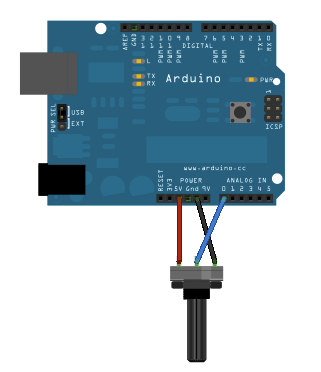 AREF
GND
13
12
11
10
9
8
7
6
5
4
3
2
TX 1
RX 0
PWM
PWM
PWM
PWM
PWM
PWM
DIGITAL
L
TX
RX
Arduino
PWR
1
ICSP
PWR SEL
USB
EXT
www.arduino.cc
RESET
3V3
POWER
5V Gnd 9V
ANALOG IN
0 1 2 3 4 5